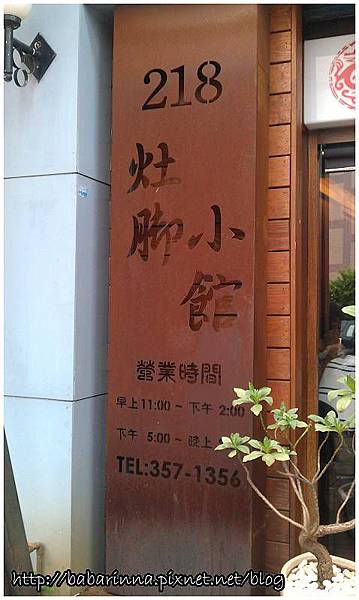 218
灶脚
小館
營業時間
早上11:00 ~ 下午 2:00
下午 5:00 ~ 晚上
TEL:357-1356
http://babarinna.pixnet.net/blog